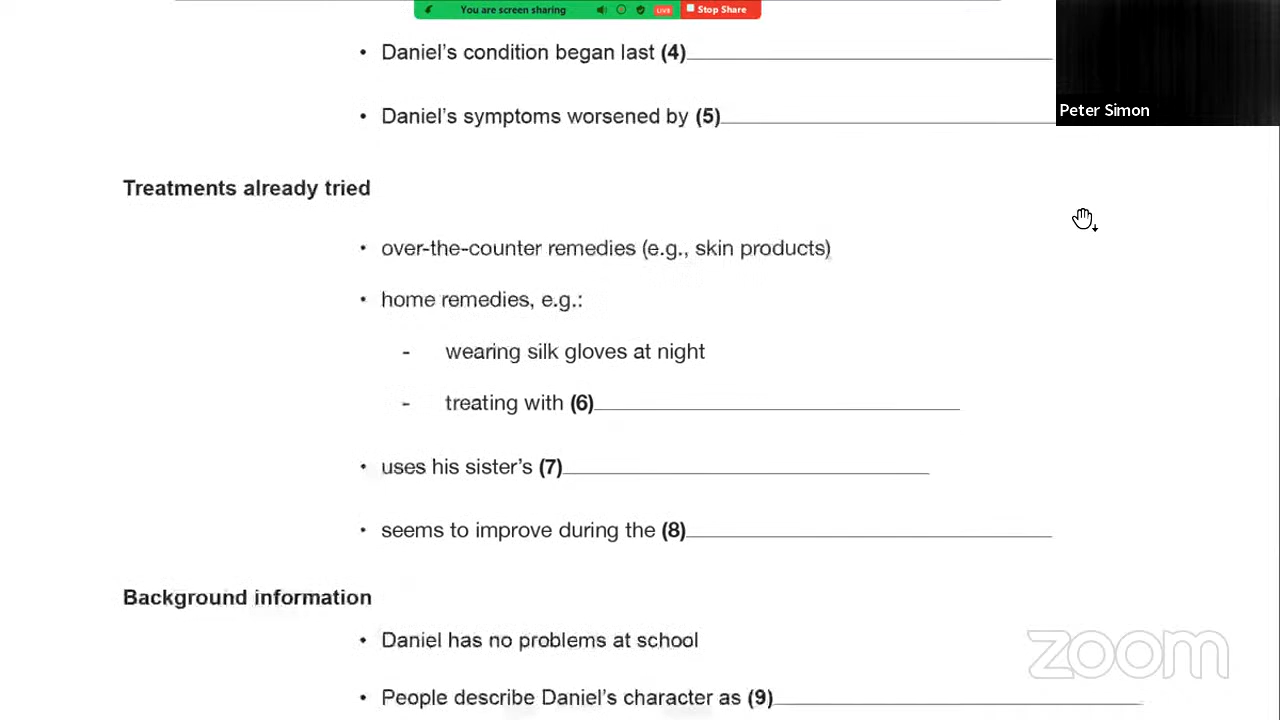 You are screen sharing LIVE Stop Share
• Daniel's condition began last (4)
Peter Simon
• Daniel's symptoms worsened by (5)
Treatments already tried
• over-the-counter remedies (e.g., skin products)
• home remedies, e.g.:
- wearing silk gloves at night
- treating with (6)
• uses his sister's (7)
• seems to improve during the (8)
Background information
• Daniel has no problems at school
zoom
• People describe Daniel's character as (9)